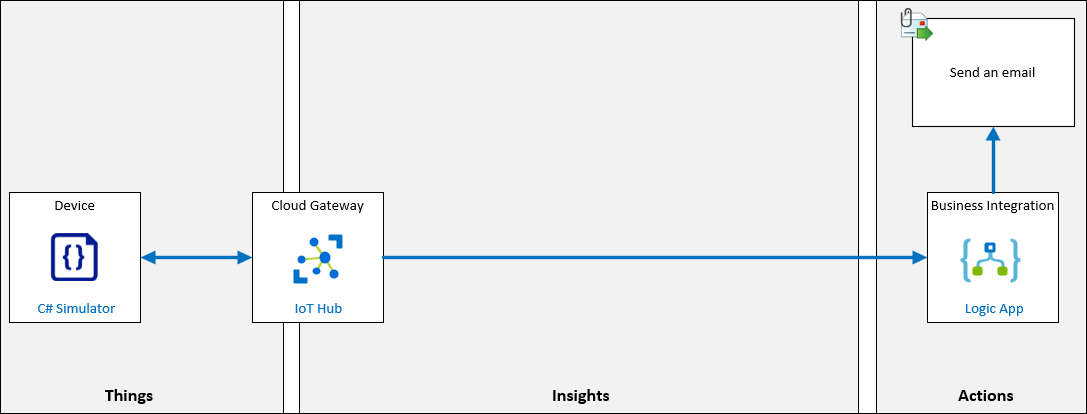 Send an email
Device
Cloud Gateway
Business Integration
{}
C# Simulator
IoT Hub
Logic App
Things
Insights
Actions